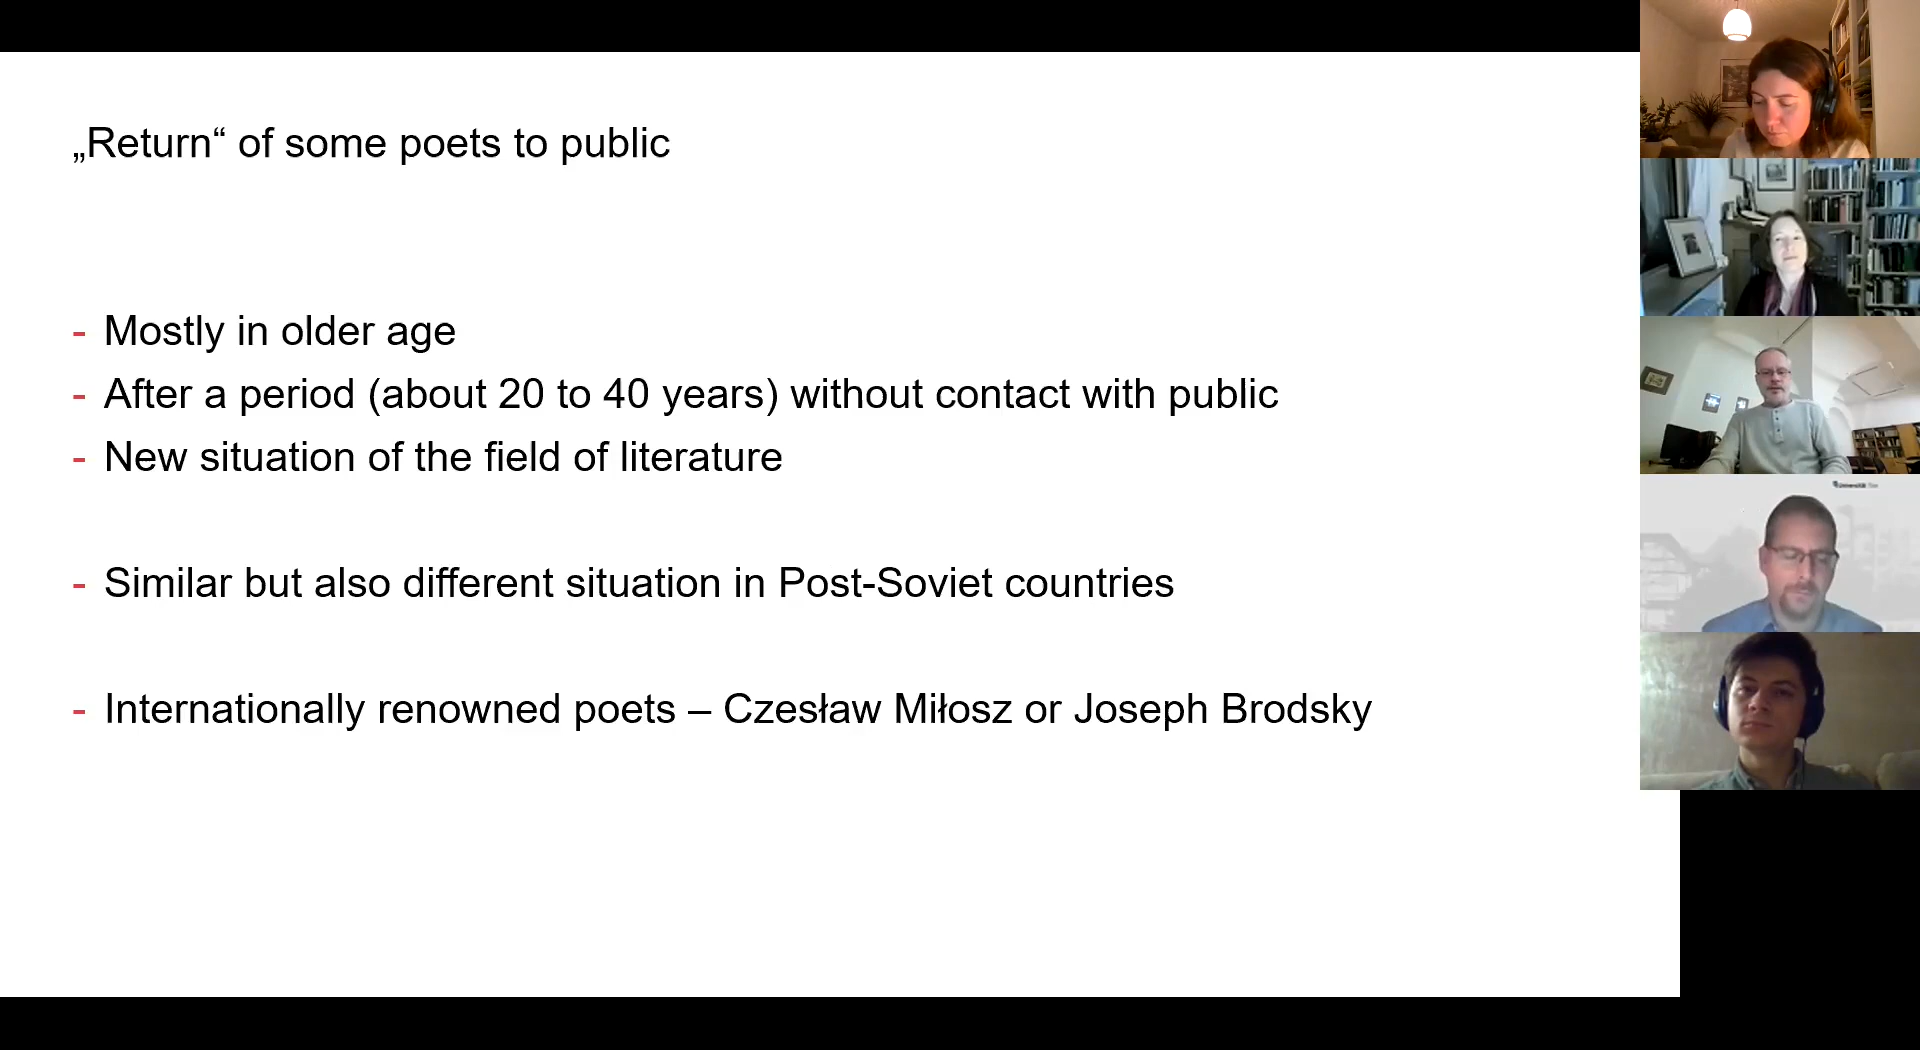 „Return“ of some poets to public
- Mostly in older age
- After a period (about 20 to 40 years) without contact with public
- New situation of the field of literature
- Similar but also different situation in Post-Soviet countries
- Internationally renowned poets – Czesław Miłosz or Joseph Brodsky
Universität